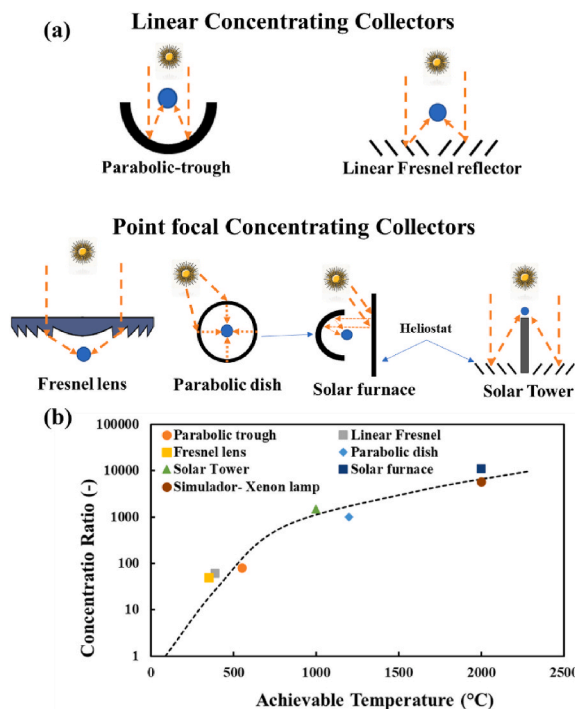 (a) Linear Concentrating Collectors
Parabolic-trough
Linear Fresnel reflector
Point focal Concentrating Collectors
Fresnel lens
Parabolic dish
Solar furnace
Heliostat
Solar Tower
(b)
Concentratio Ratio (-)
100000
10000
1000
100
10
1
Parabolic trough
Linear Fresnel
Fresnel lens
Parabolic dish
Solar Tower
Solar furnace
Simulador- Xenon lamp
0 500 1000 1500 2000 2500
Achievable Temperature (°C)